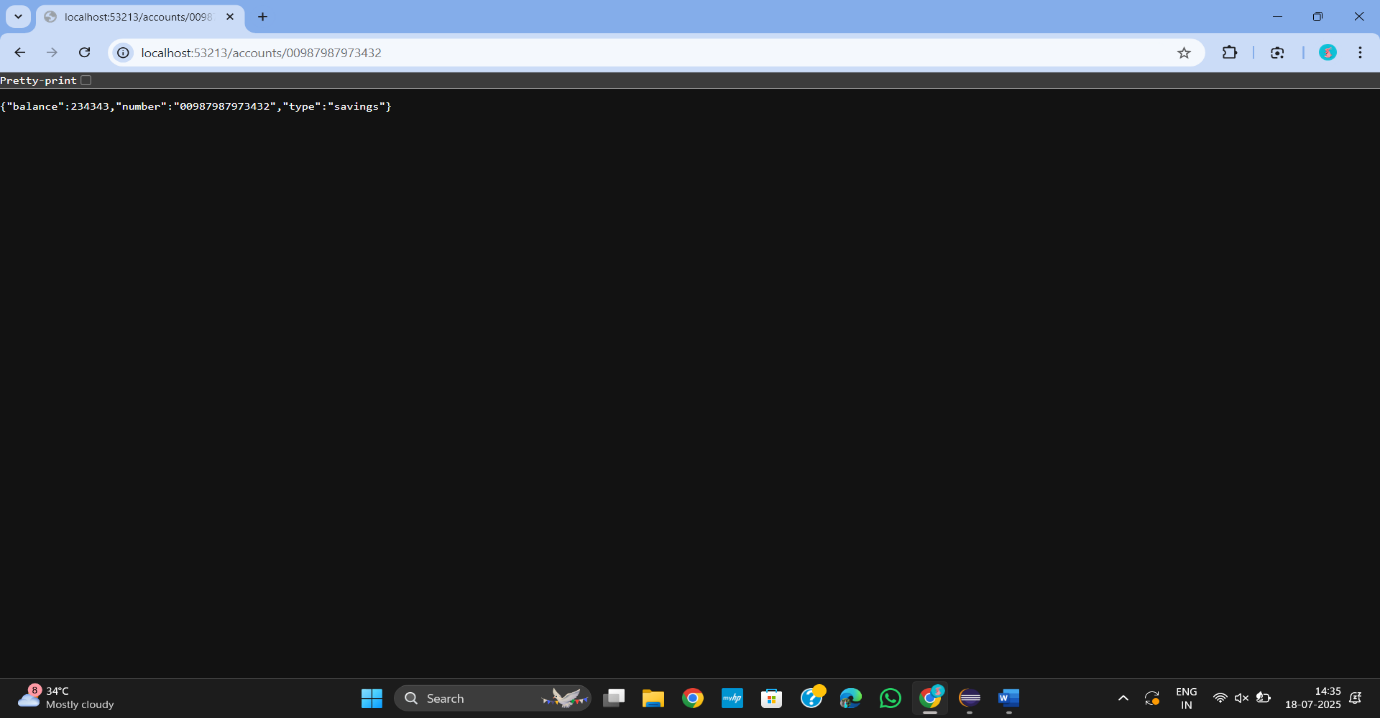 localhost:53213/accounts/0098
localhost:53213/accounts/00987987973432
Pretty-print
{"balance":234343,"number":"00987987973432","type":"savings"}
8
34°C
Mostly cloudy
Search
ENG
IN
14:35
18-07-2025